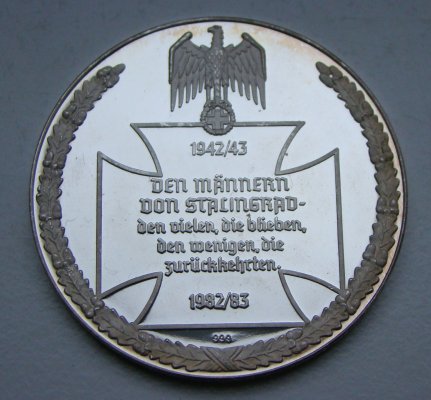 1942/43
DEN MÄNNERN
VON STALINGRAD-
den vielen, die blieben,
den wenigen, die
zurückkehrten.
1982/83
999